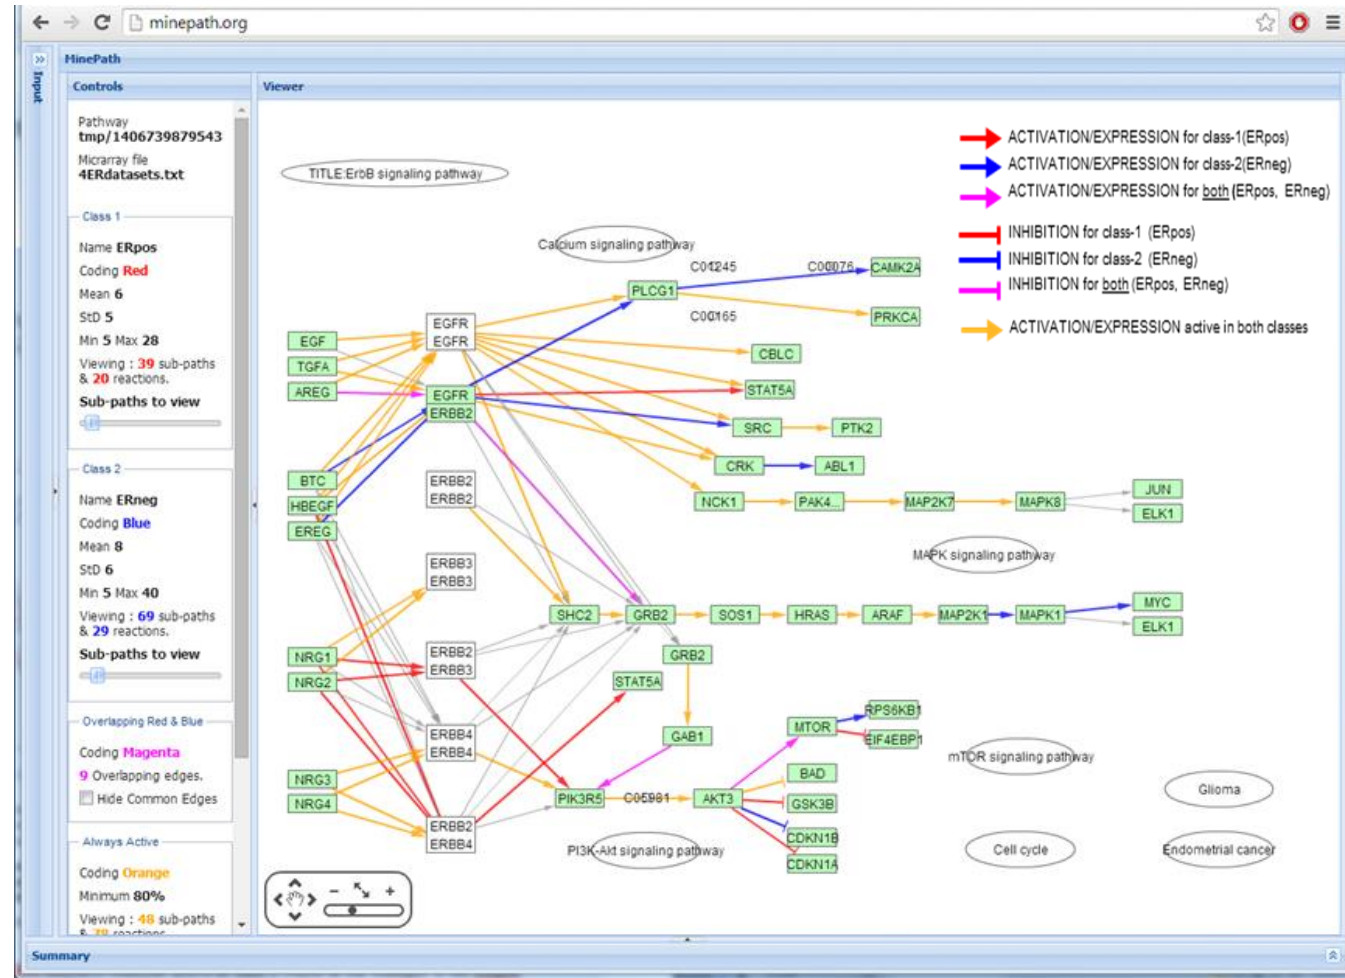 minepath.org
MinePath
Input
Controls
Viewer
Pathway
tmp/1406739879543
Micrarray file
4ERdatasets.txt
Class 1
Name ERpos
Coding Red
Mean 6
StD 5
Min 5 Max 28
Viewing : 39 sub-paths
& 20 reactions.
Sub-paths to view
Class 2
Name ERneg
Coding Blue
Mean 8
StD 6
Min 5 Max 40
Viewing : 69 sub-paths
& 29 reactions.
Sub-paths to view
Overlapping Red & Blue
Coding Magenta
9 Overlapping edges.
Hide Common Edges
Always Active
Coding Orange
Minimum 80%
Viewing : 48 sub-paths
ACTIVATION/EXPRESSION for class-1(ERpos)
ACTIVATION/EXPRESSION for class-2(ERneg)
ACTIVATION/EXPRESSION for both (ERpos, ERneg)
INHIBITION for class-1 (ERpos)
INHIBITION for class-2 (ERneg)
INHIBITION for both (ERpos, ERneg)
ACTIVATION/EXPRESSION active in both classes
TITLE:ErbB signaling pathway
Calcium signaling pathway
CAMK2A
PLCG1
PRKCA
EGFR
EGFR
EGF
TGFA
AREG
CBLC
STAT5A
EGFR
ERBB2
SRC
PTK2
CRK
ABL1
BTC
HBEGF
EREG
ERBB2
ERBB2
NCK1
PAK4...
MAP2K7
MAPK8
JUN
ELK1
MAPK signaling pathway
ERBB3
ERBB3
SHC2
GRB2
SOS1
HRAS
ARAF
MAP2K1
MAPK1
MYC
ELK1
NRG1
NRG2
ERBB2
ERBB3
GRB2
STAT5A
ERBB4
ERBB4
GAB1
MTOR
RPS6KB1
EIF4EBP1
mTOR signaling pathway
NRG3
NRG4
PIK3R5
C05981
AKT3
BAD
GSK3B
CDKN1B
CDKN1A
Glioma
ERBB2
ERBB4
PI3K-Akt signaling pathway
Cell cycle
Endometrial cancer
Summary